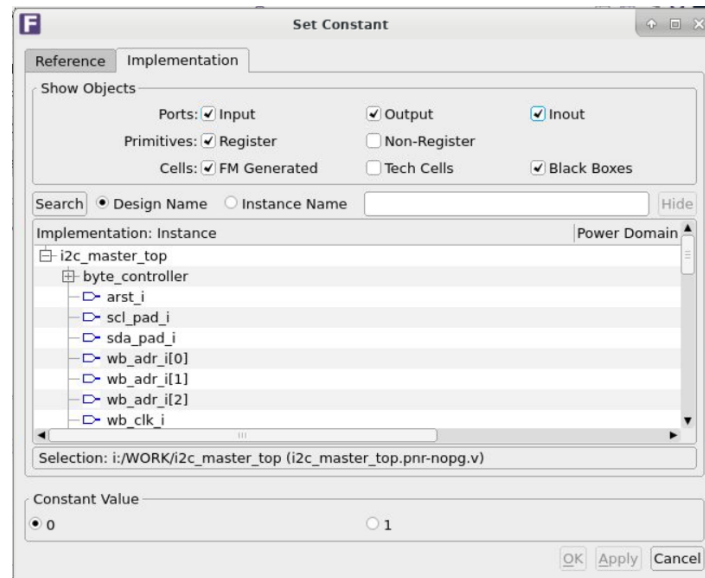 F Set Constant
Reference Implementation
Show Objects
Ports: Input Output Inout
Primitives: Register Non-Register
Cells: FM Generated Tech Cells Black Boxes
Search Design Name Instance Name Hide
Implementation: Instance Power Domain
i2c_master_top
byte_controller
arst_i
scl_pad_i
sda_pad_i
wb_adr_i[0]
wb_adr_i[1]
wb_adr_i[2]
wb_clk_i
Selection: i:/WORK/i2c_master_top (i2c_master_top.pnr-nopg.v)
Constant Value
0 1
OK Apply Cancel